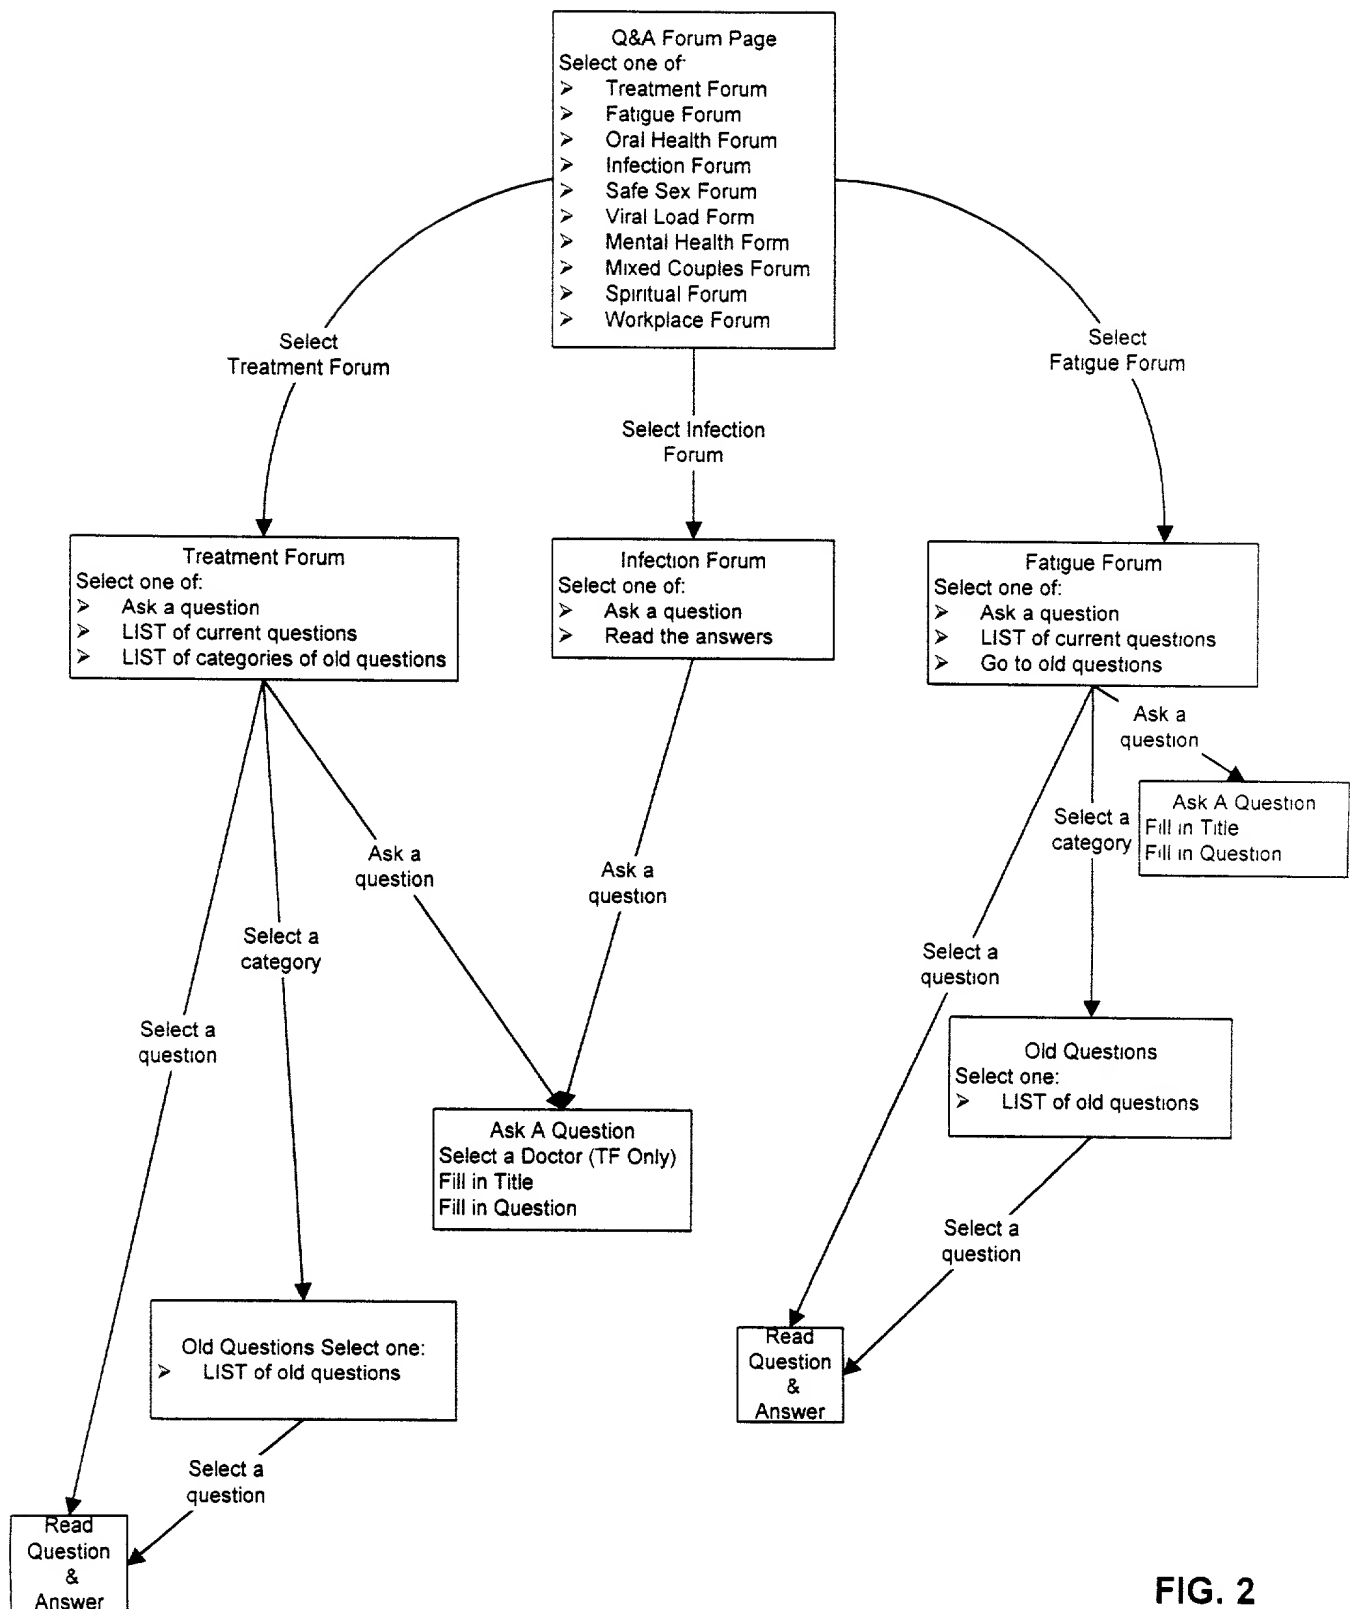 Q&A Forum Page
Select one of:
➢ Treatment Forum
➢ Fatigue Forum
➢ Oral Health Forum
➢ Infection Forum
➢ Safe Sex Forum
➢ Viral Load Form
➢ Mental Health Form
➢ Mixed Couples Forum
➢ Spiritual Forum
➢ Workplace Forum
Select
Treatment Forum
Select Infection
Forum
Select
Fatigue Forum
Treatment Forum
Select one of:
➢ Ask a question
➢ LIST of current questions
➢ LIST of categories of old questions
Infection Forum
Select one of:
➢ Ask a question
➢ Read the answers
Fatigue Forum
Select one of:
➢ Ask a question
➢ LIST of current questions
➢ Go to old questions
Ask a
question
Ask A Question
Fill in Title
Fill in Question
Select a
category
Ask a
question
Ask a
question
Select a
category
Select a
question
Select a
question
Old Questions
Select one:
➢ LIST of old questions
Ask A Question
Select a Doctor (TF Only)
Fill in Title
Fill in Question
Select a
question
Old Questions Select one:
➢ LIST of old questions
Read
Question
&
Answer
Select a
question
Read
Question
&
Answer
FIG. 2